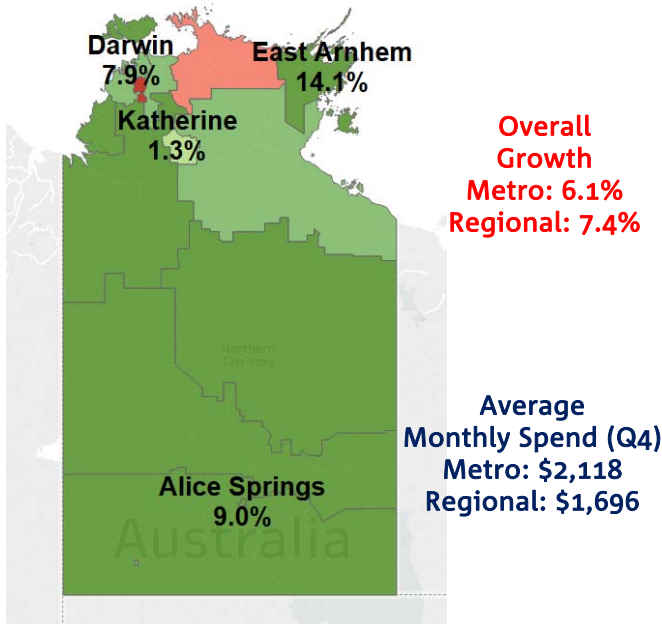 Darwin
7.9%
East Arnhem
14.1%
Katherine
1.3%
Overall
Growth
Metro: 6.1%
Regional: 7.4%
Northern
Territory
Average
Monthly Spend (Q4)
Metro: $2,118
Regional: $1,696
Alice Springs
9.0%
Australia